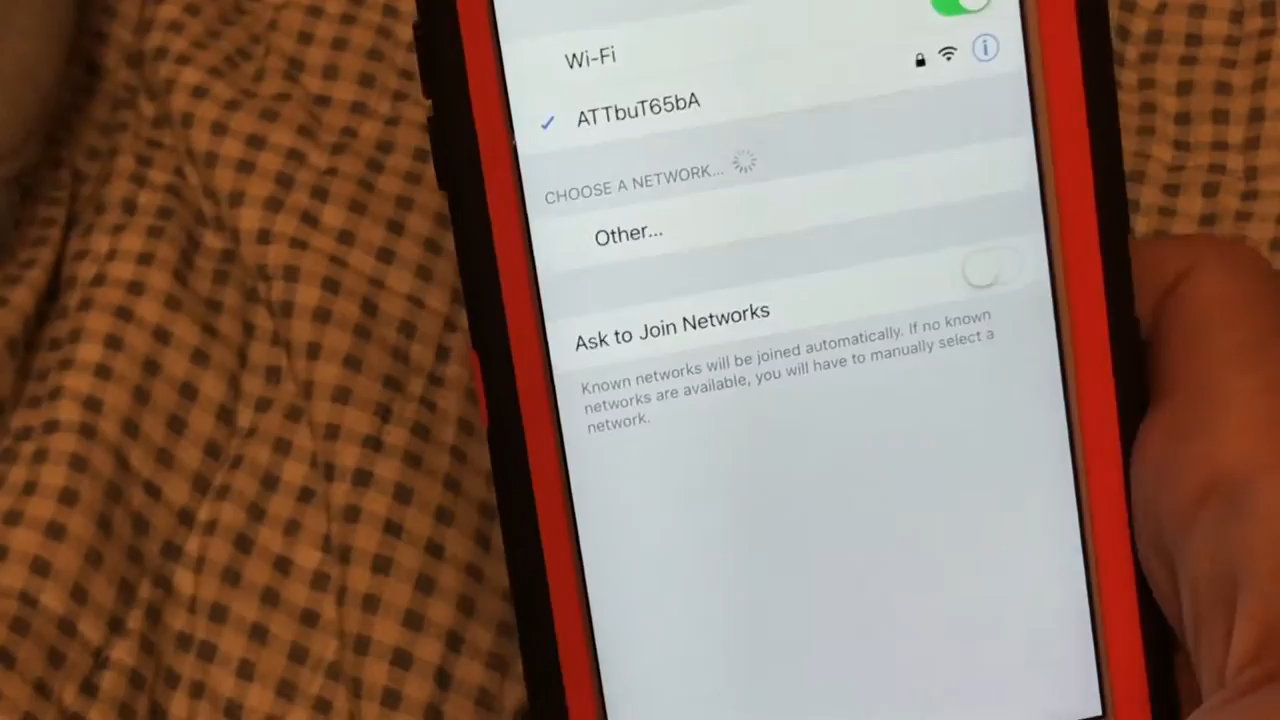 Wi-Fi
ATTbuT65bA
CHOOSE A NETWORK...
Other...
Ask to Join Networks
Known networks will be joined automatically. If no known
networks are available, you will have to manually select a
network.